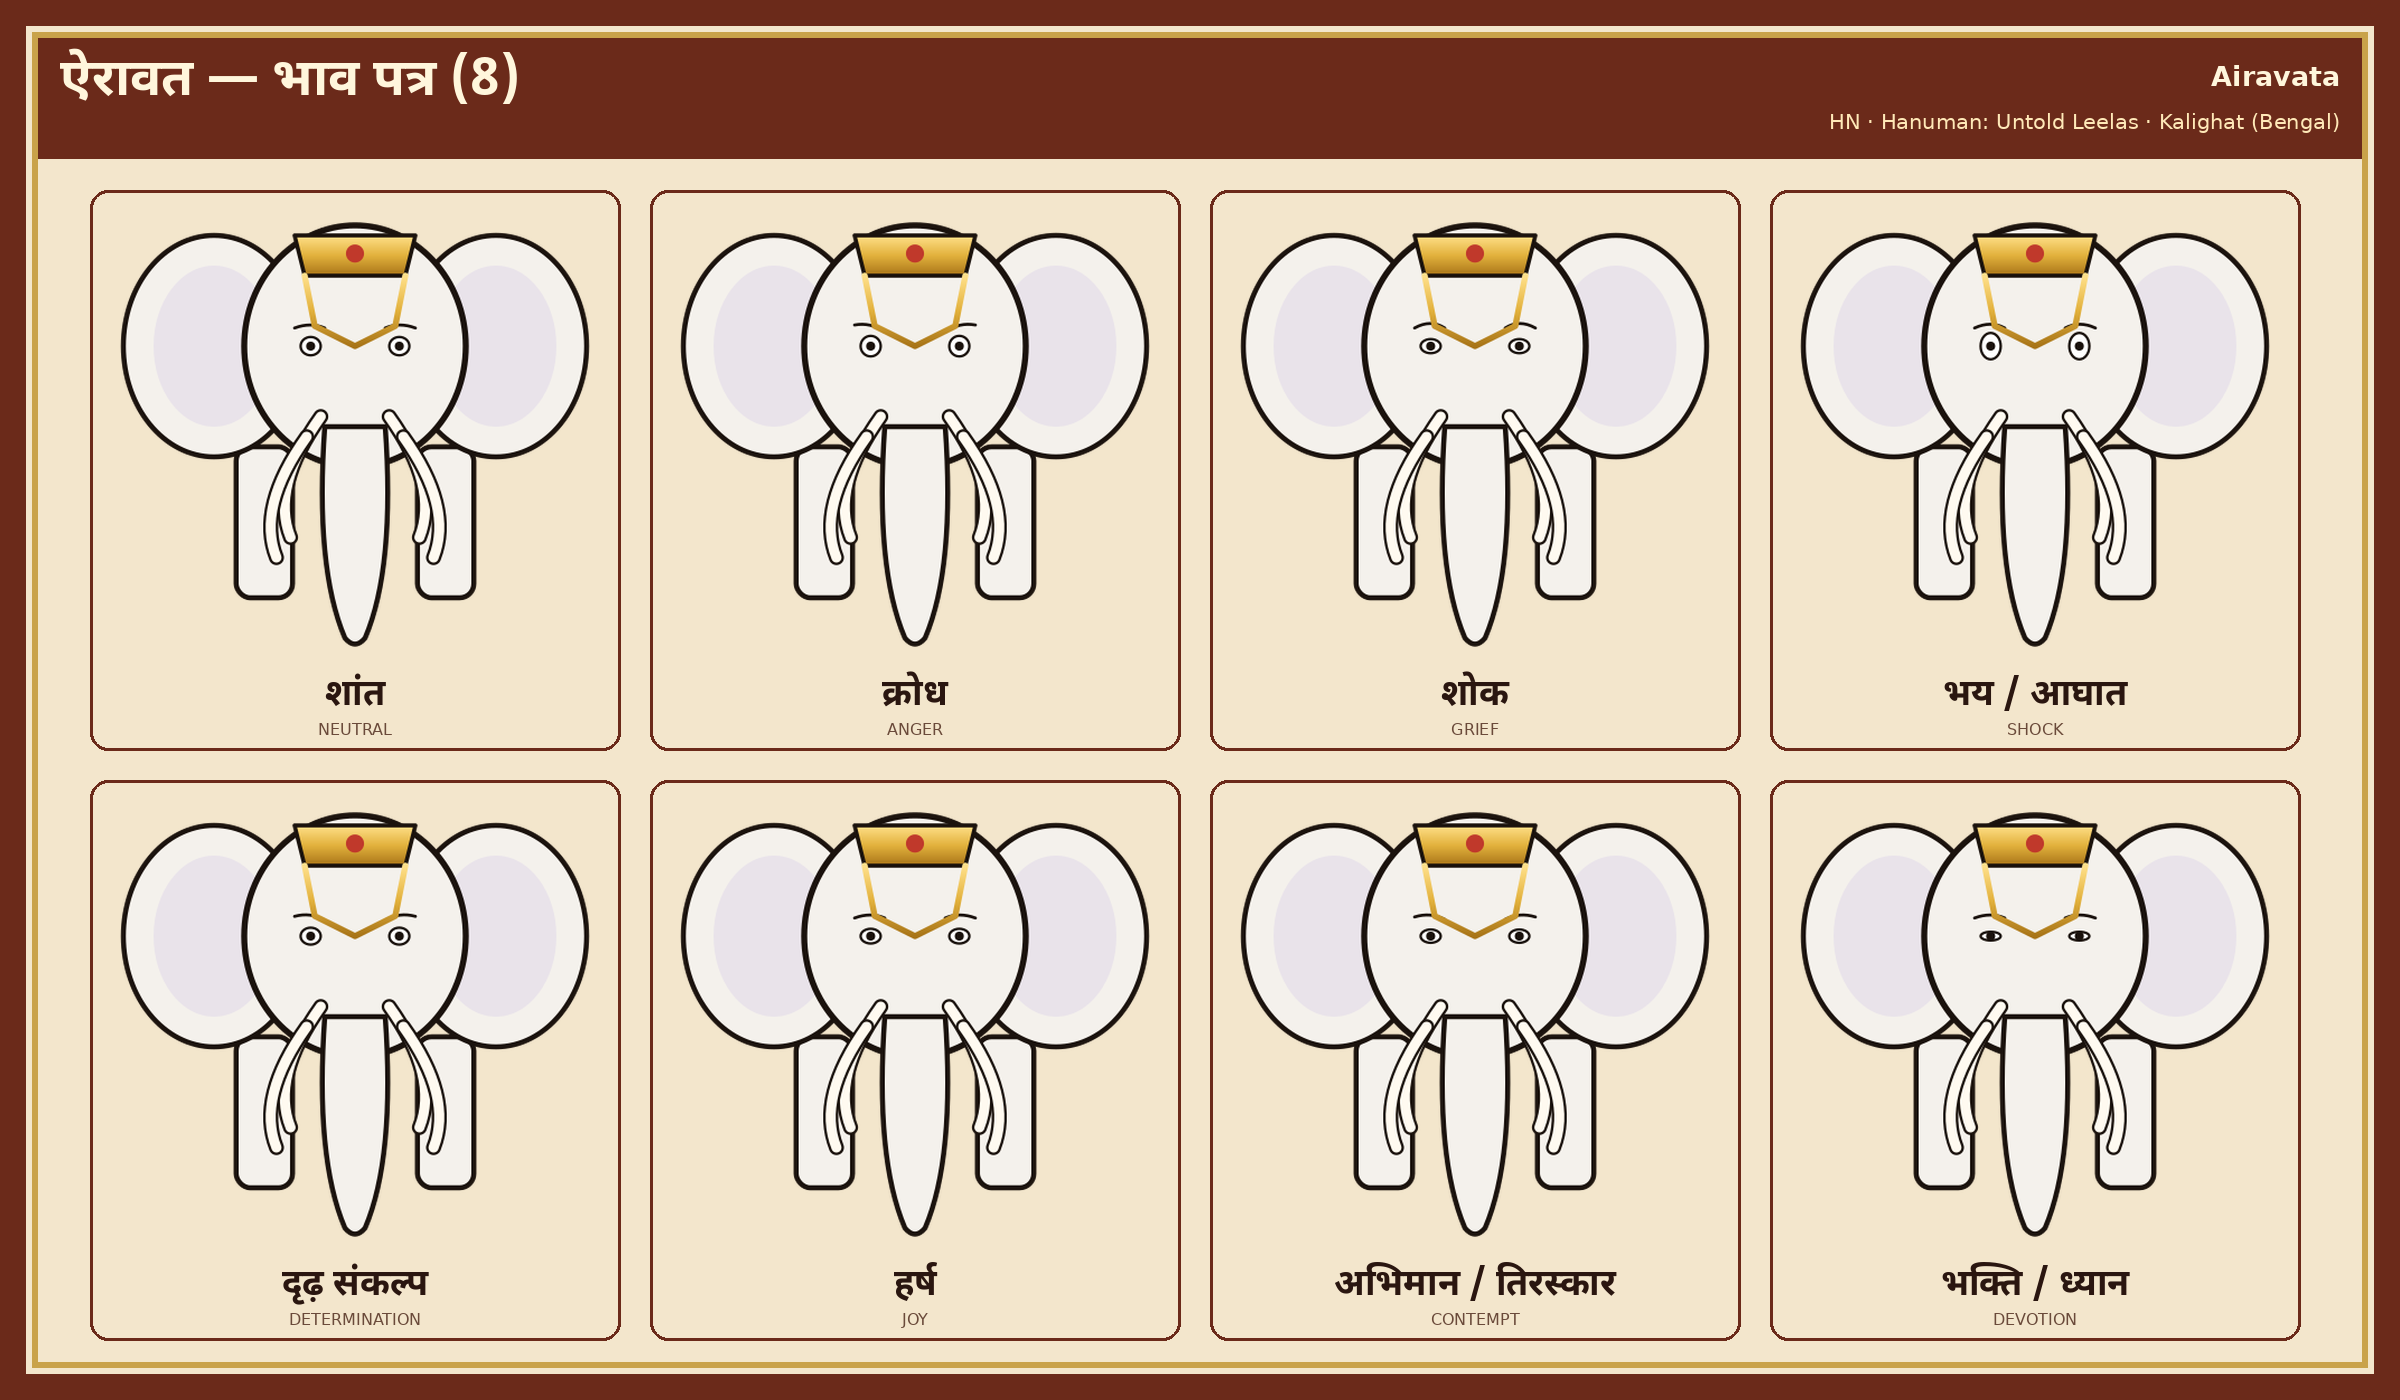 ऐरावत — भाव पत्र (8)
Airavata
HN · Hanuman: Untold Leelas · Kalighat (Bengal)
शांत
NEUTRAL
क्रोध
ANGER
शोक
GRIEF
भय / आघात
SHOCK
दृढ़ संकल्प
DETERMINATION
हर्ष
JOY
अभिमान / तिरस्कार
CONTEMPT
भक्ति / ध्यान
DEVOTION